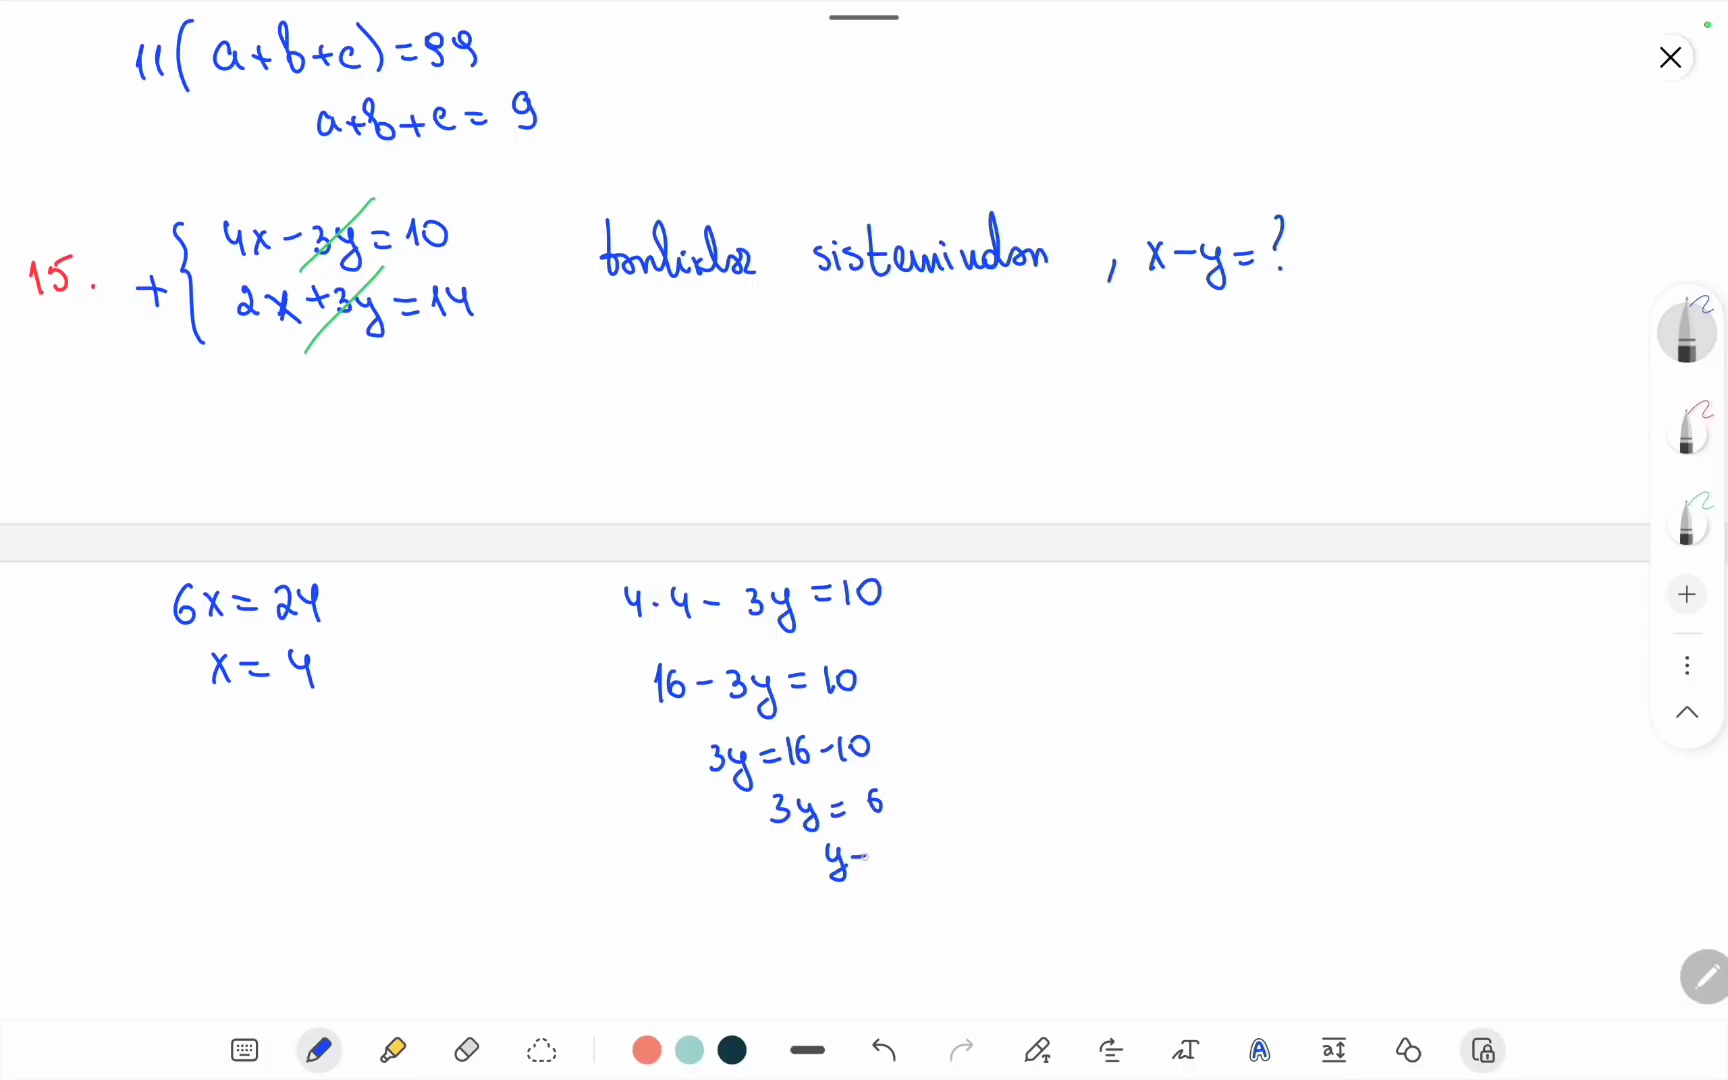 11(a+b+c)=99
a+b+c=9
15. + { 4x-3y=10
2x+3y=14
tənliklər sistemindən, x-y=?
6x=24
x=4
4·4-3y=10
16-3y=10
3y=16-10
3y=6
y-